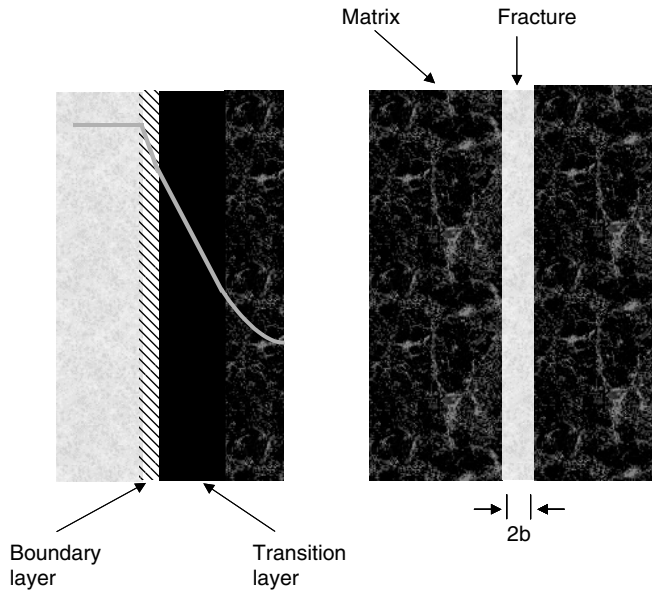 Matrix
Fracture
2b
Boundary
layer
Transition
layer